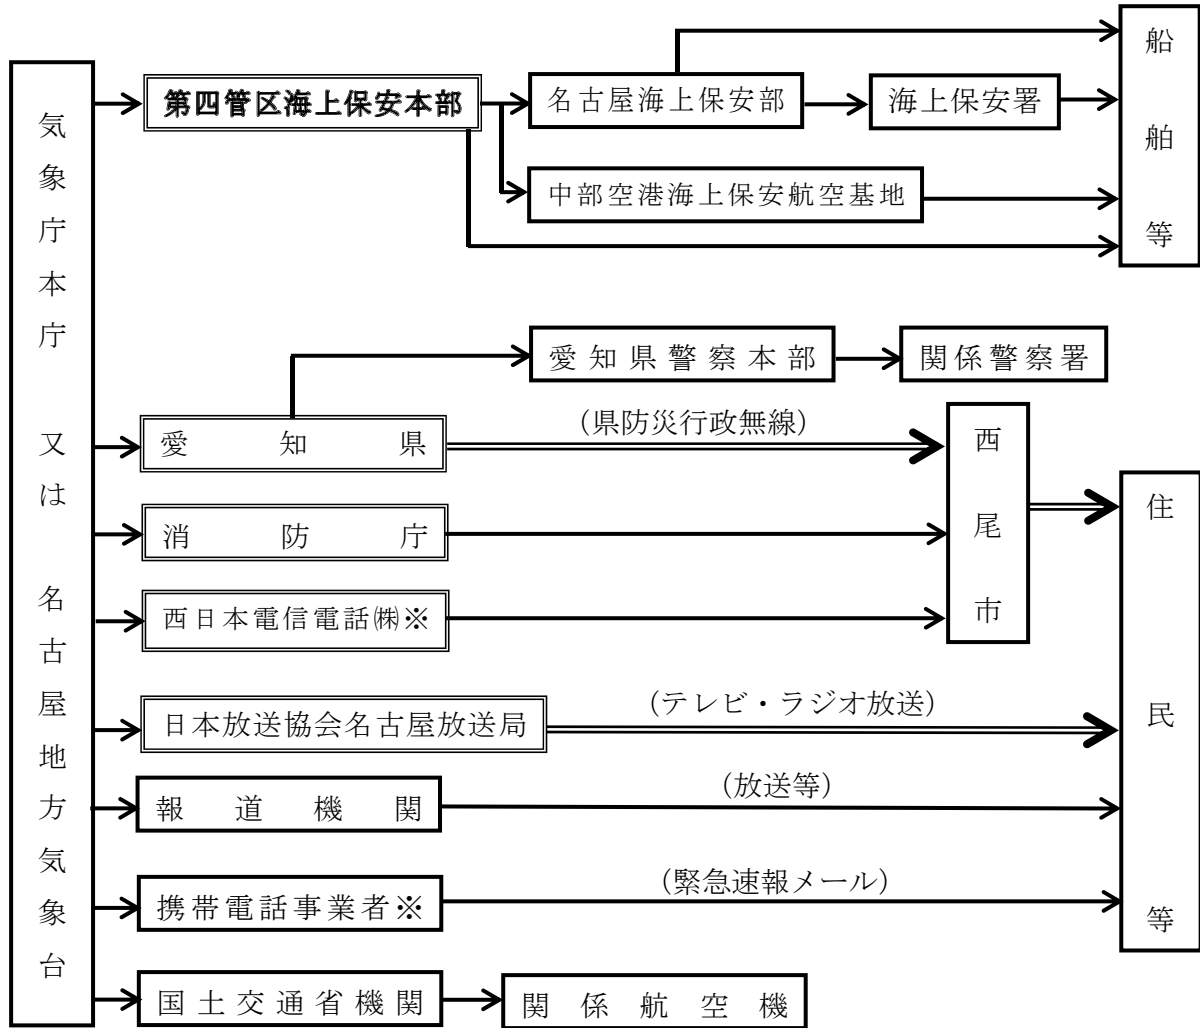 気象庁本庁 又は 名古屋地方気象台
第四管区海上保安本部
名古屋海上保安部
海上保安署
中部空港海上保安航空基地
船舶等
愛知県警察本部
関係警察署
愛知県
(県防災行政無線)
消防庁
西日本電信電話㈱※
西尾市
日本放送協会名古屋放送局
(テレビ・ラジオ放送)
報道機関
(放送等)
携帯電話事業者※
(緊急速報メール)
住民等
国土交通省機関
関係航空機